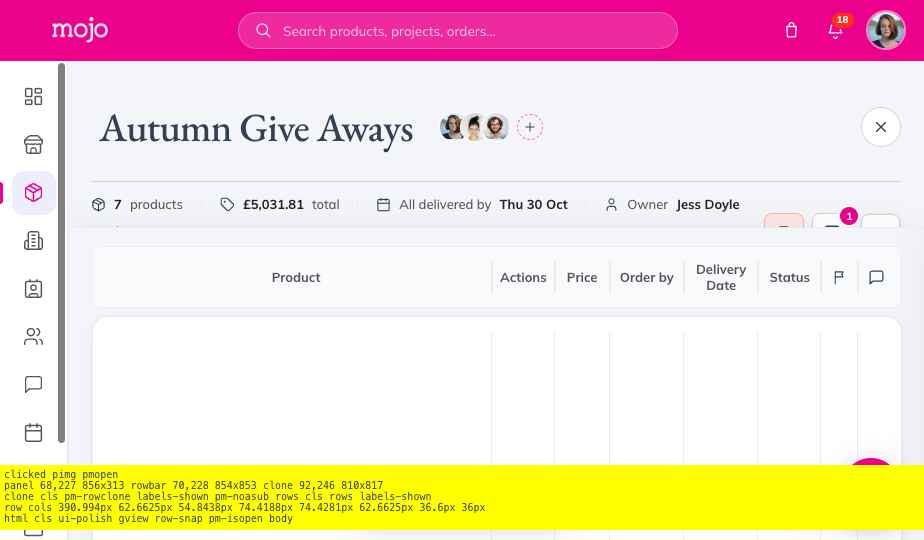 mojo
Search products, projects, orders...
18
Autumn Give Aways
7 products
£5,031.81 total
All delivered by Thu 30 Oct
Owner Jess Doyle
1
Product
Actions
Price
Order by
Delivery
Date
Status
clicked pimg pmopen
panel 68,227 856x313 rowbar 70,228 854x853 clone 92,246 810x817
clone cls pm-rowclone labels-shown pm-noasub rows cls rows labels-shown
row cols 390.994px 62.6625px 54.8438px 74.4188px 74.4281px 62.6625px 36.6px 36px
html cls ui-polish gview row-snap pm-isopen body